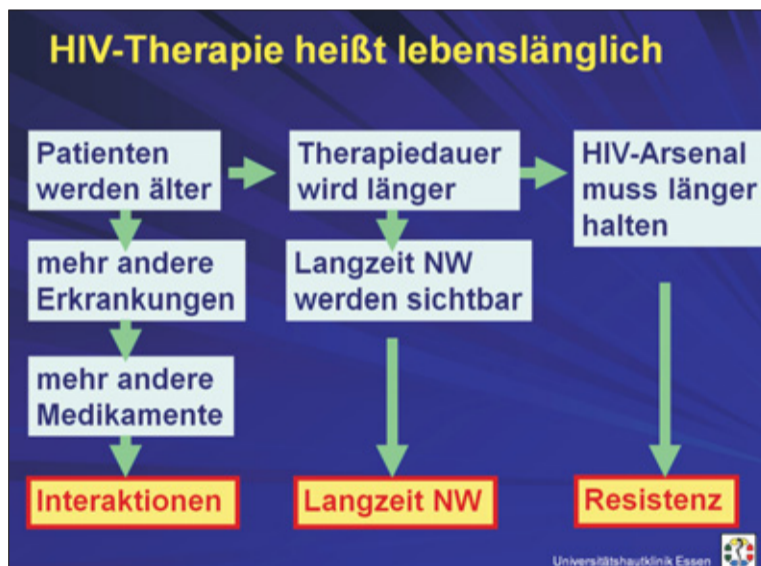 HIV-Therapie heißt lebenslänglich
Patienten
werden älter
Therapiedauer
wird länger
HIV-Arsenal
muss länger
halten
mehr andere
Erkrankungen
Langzeit NW
werden sichtbar
mehr andere
Medikamente
Interaktionen
Langzeit NW
Resistenz
Universitätshautklinik Essen